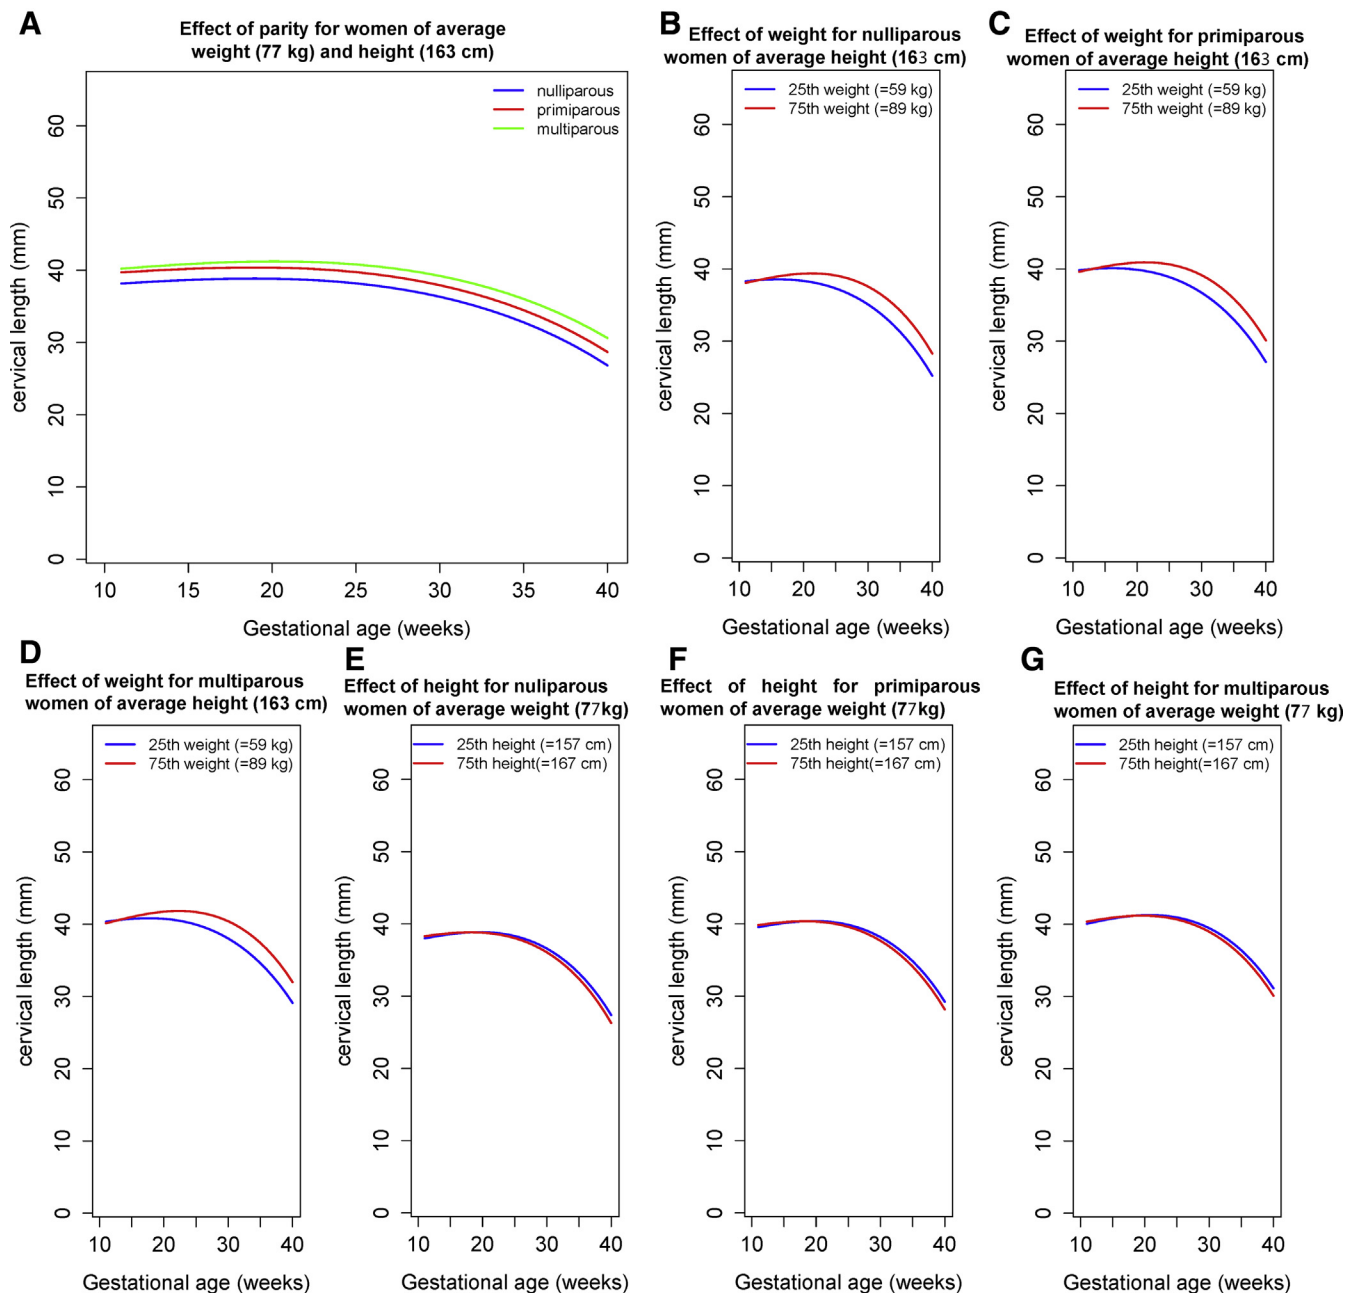 A
Effect of parity for women of average
weight (77 kg) and height (163 cm)
nulliparous
primiparous
multiparous
cervical length (mm)
60
50
40
30
20
10
0
10 15 20 25 30 35 40
Gestational age (weeks)
B
Effect of weight for nulliparous
women of average height (163 cm)
25th weight (=59 kg)
75th weight (=89 kg)
cervical length (mm)
60
50
40
30
20
10
0
10 20 30 40
Gestational age (weeks)
C
Effect of weight for primiparous
women of average height (163 cm)
25th weight (=59 kg)
75th weight (=89 kg)
cervical length (mm)
60
50
40
30
20
10
0
10 20 30 40
Gestational age (weeks)
D
Effect of weight for multiparous
women of average height (163 cm)
25th weight (=59 kg)
75th weight (=89 kg)
cervical length (mm)
60
50
40
30
20
10
0
10 20 30 40
Gestational age (weeks)
E
Effect of height for nuliparous
women of average weight (77kg)
25th height (=157 cm)
75th height(=167 cm)
cervical length (mm)
60
50
40
30
20
10
0
10 20 30 40
Gestational age (weeks)
F
Effect of height for primiparous
women of average weight (77kg)
25th height (=157 cm)
75th height(=167 cm)
cervical length (mm)
60
50
40
30
20
10
0
10 20 30 40
Gestational age (weeks)
G
Effect of height for multiparous
women of average weight (77 kg)
25th height (=157 cm)
75th height(=167 cm)
cervical length (mm)
60
50
40
30
20
10
0
10 20 30 40
Gestational age (weeks)